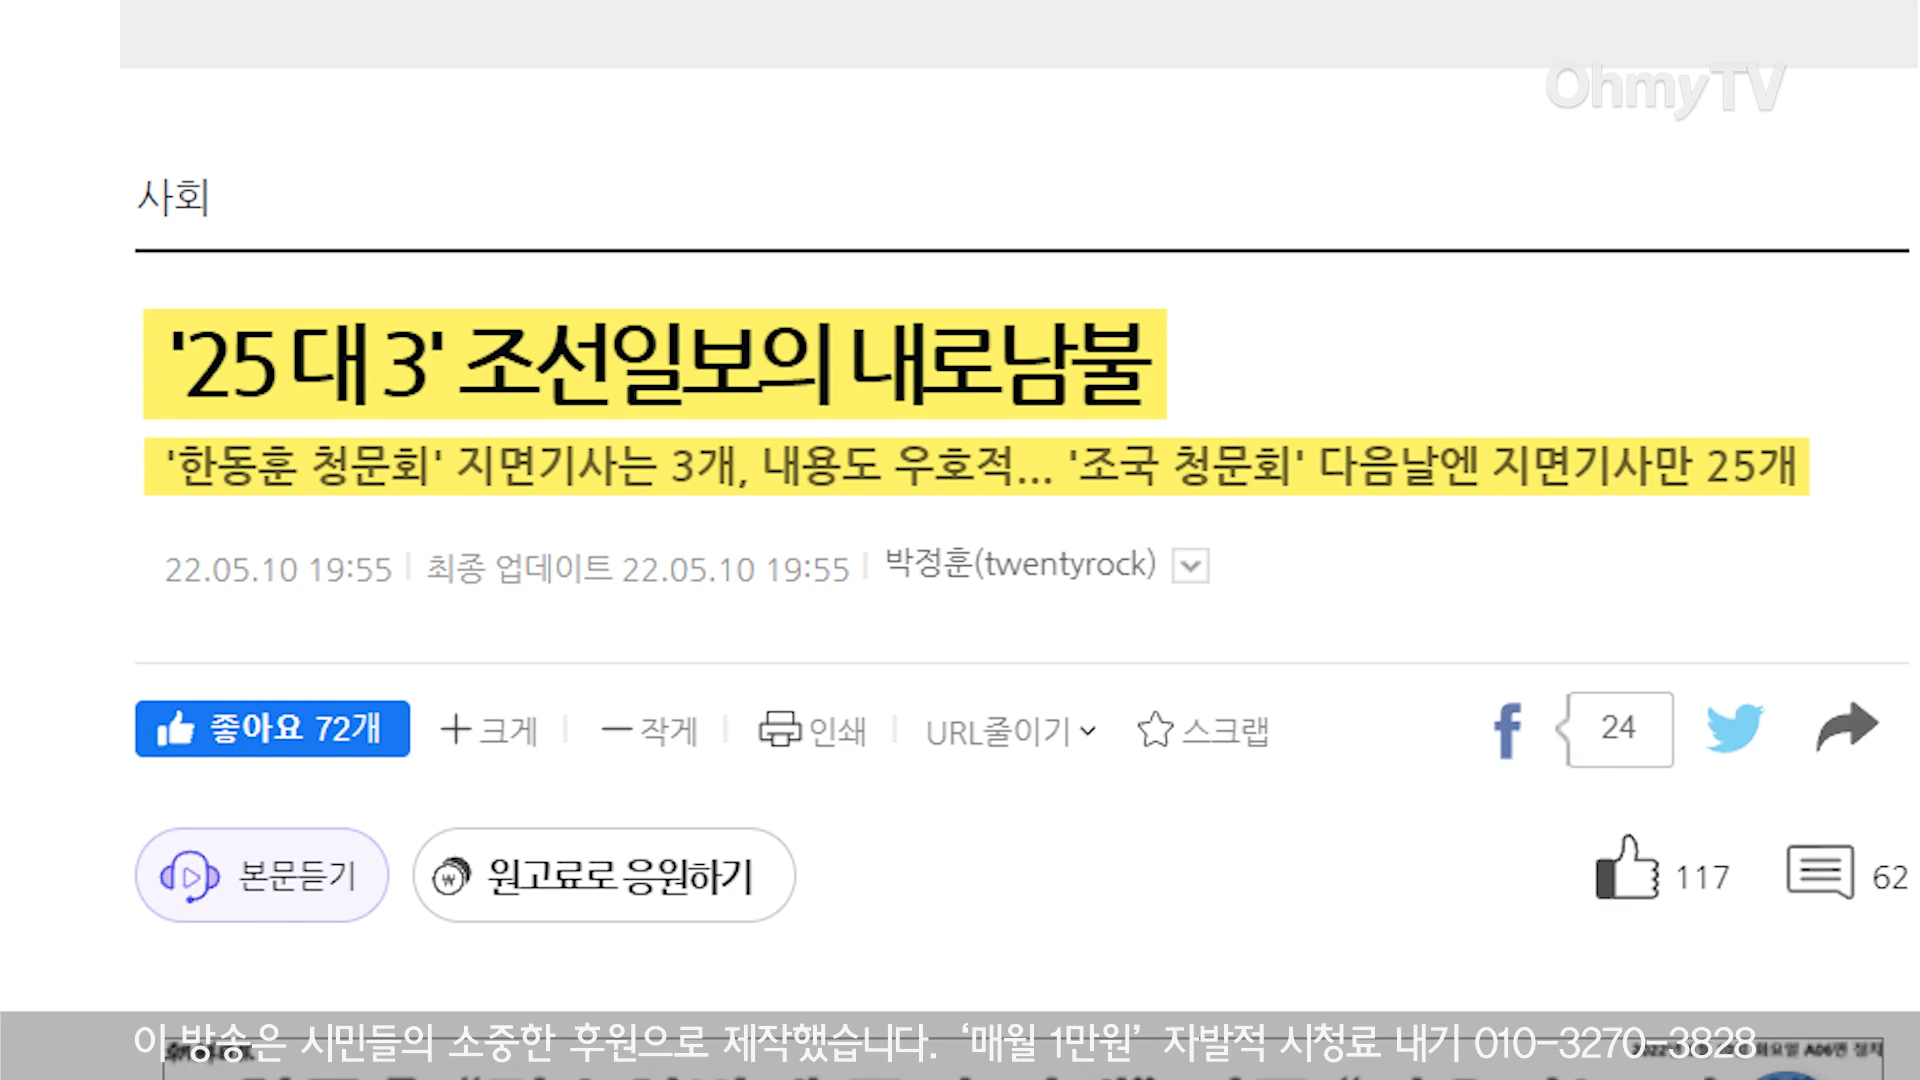 OhmyTV
사회
'25 대 3' 조선일보의 내로남불
'한동훈 청문회' 지면기사는 3개, 내용도 우호적... '조국 청문회' 다음날엔 지면기사만 25개
22.05.10 19:55 최종 업데이트 22.05.10 19:55 박정훈(twentyrock)
좋아요 72개 크게 작게 인쇄 URL줄이기 스크랩 24
본문듣기 원고료로 응원하기 117 62
이 방송은 시민들의 소중한 후원으로 제작했습니다. ‘매월 1만원’ 자발적 시청료 내기 010-3270-3828
A06면 정치